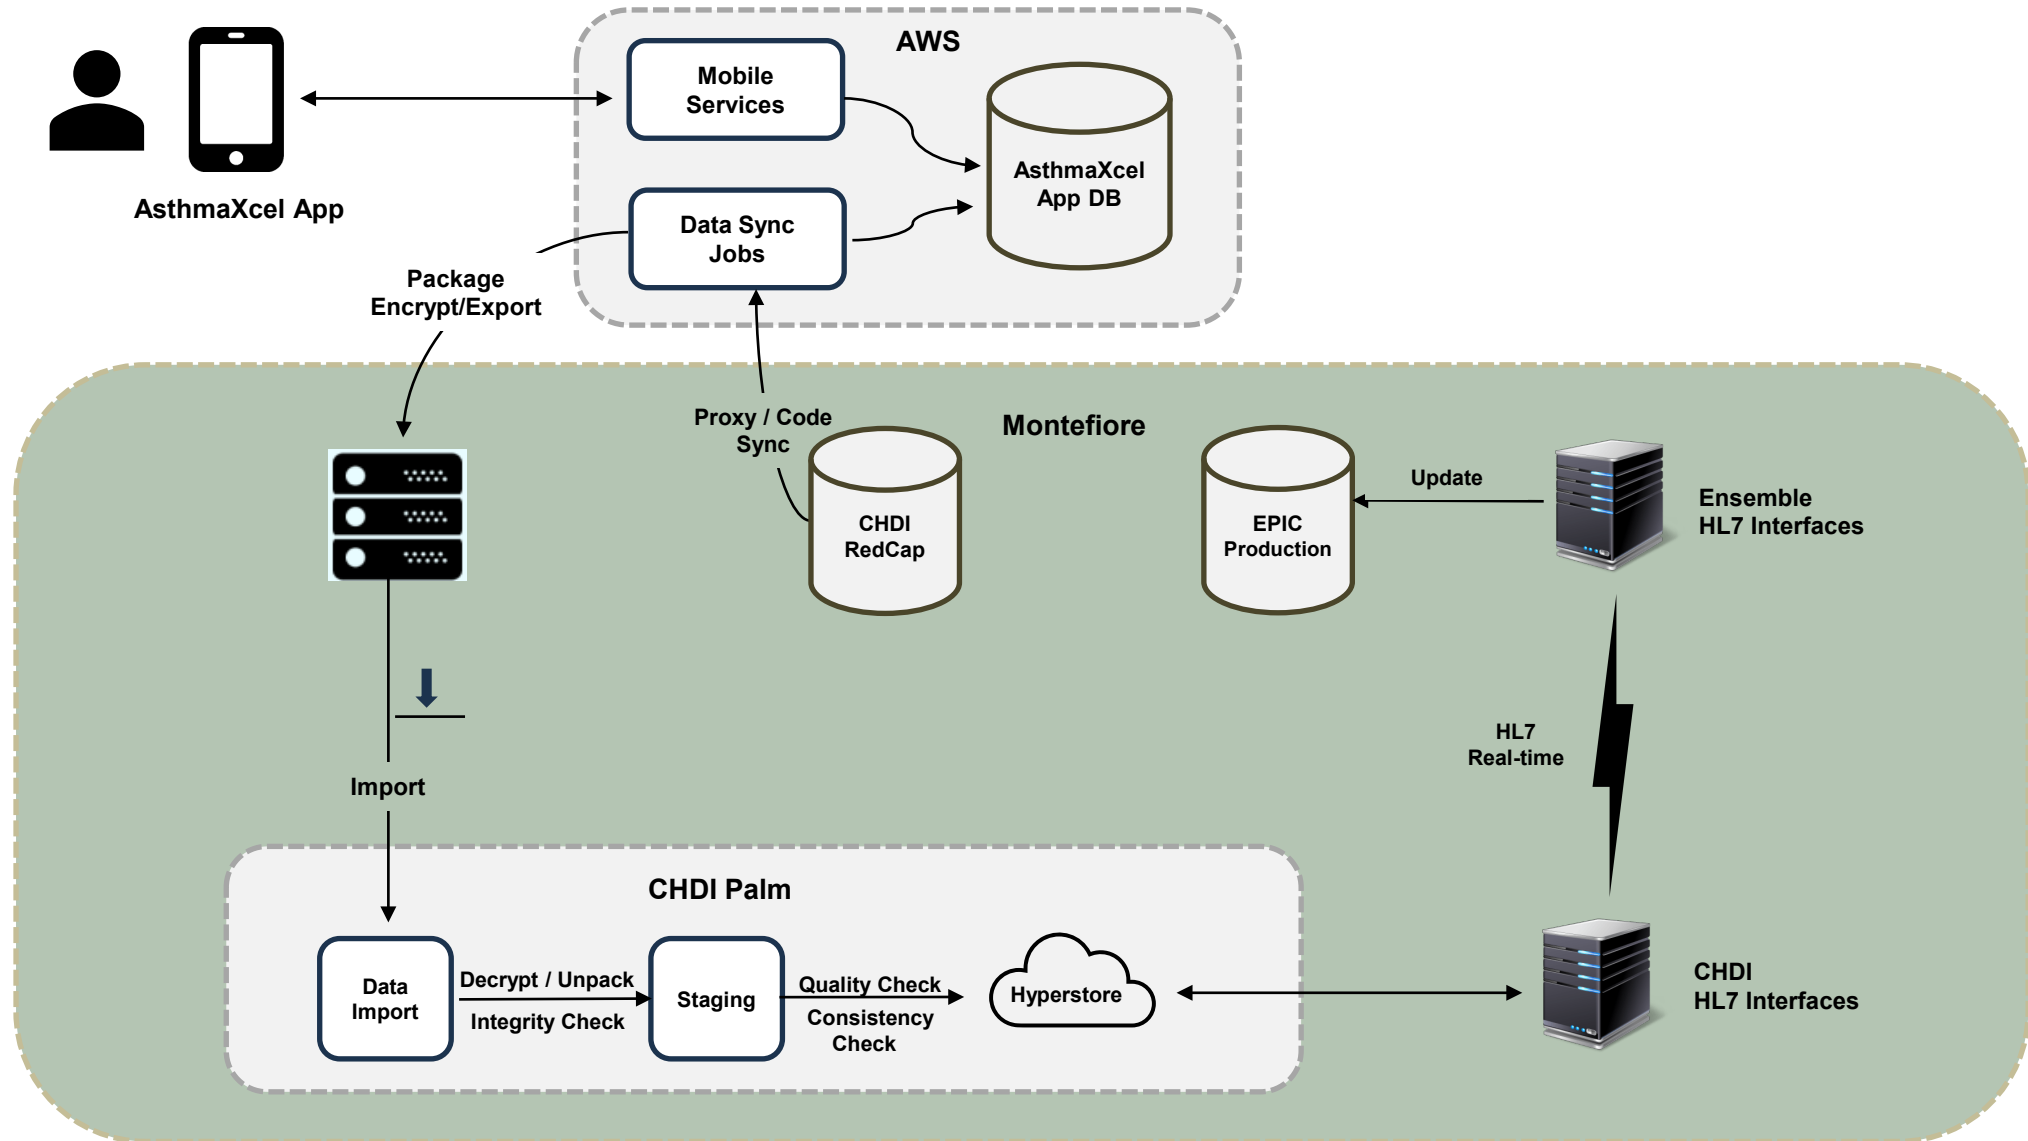 AWS
Mobile
Services
AsthmaXcel
App DB
AsthmaXcel App
Data Sync
Jobs
Package
Encrypt/Export
Proxy / Code
Sync
Montefiore
CHDI
RedCap
EPIC
Production
Update
Ensemble
HL7 Interfaces
HL7
Real-time
Import
CHDI Palm
Data
Import
Decrypt / Unpack
Integrity Check
Staging
Quality Check
Consistency
Check
Hyperstore
CHDI
HL7 Interfaces